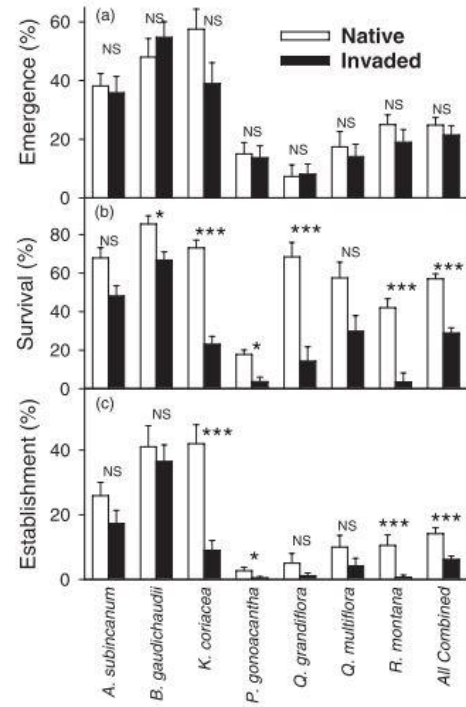 (a)
Emergence (%)
60
40
20
0
NS
NS
NS
NS
NS
NS
NS
NS
Native
Invaded
(b)
Survival (%)
80
60
40
20
0
NS
*
***
*
***
NS
***
***
(c)
Establishment (%)
40
20
0
NS
NS
***
*
NS
NS
***
***
A. subincanum
B. gaudichaudii
K. coriacea
P. gonoacantha
Q. grandiflora
Q. multiflora
R. montana
All Combined